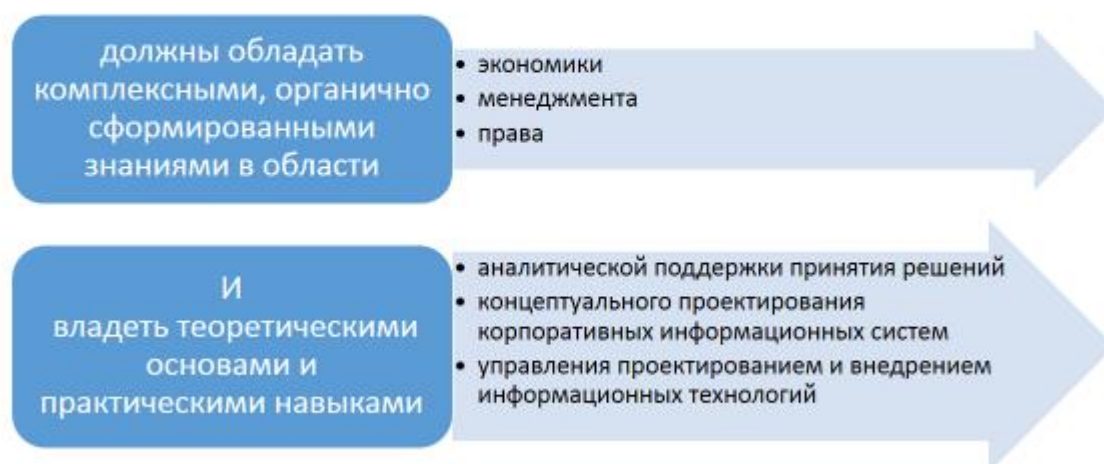 должны обладать
комплексными, органично
сформированными
знаниями в области
• экономики
• менеджмента
• права
И
владеть теоретическими
основами и
практическими навыками
• аналитической поддержки принятия решений
• концептуального проектирования
корпоративных информационных систем
• управления проектированием и внедрением
информационных технологий